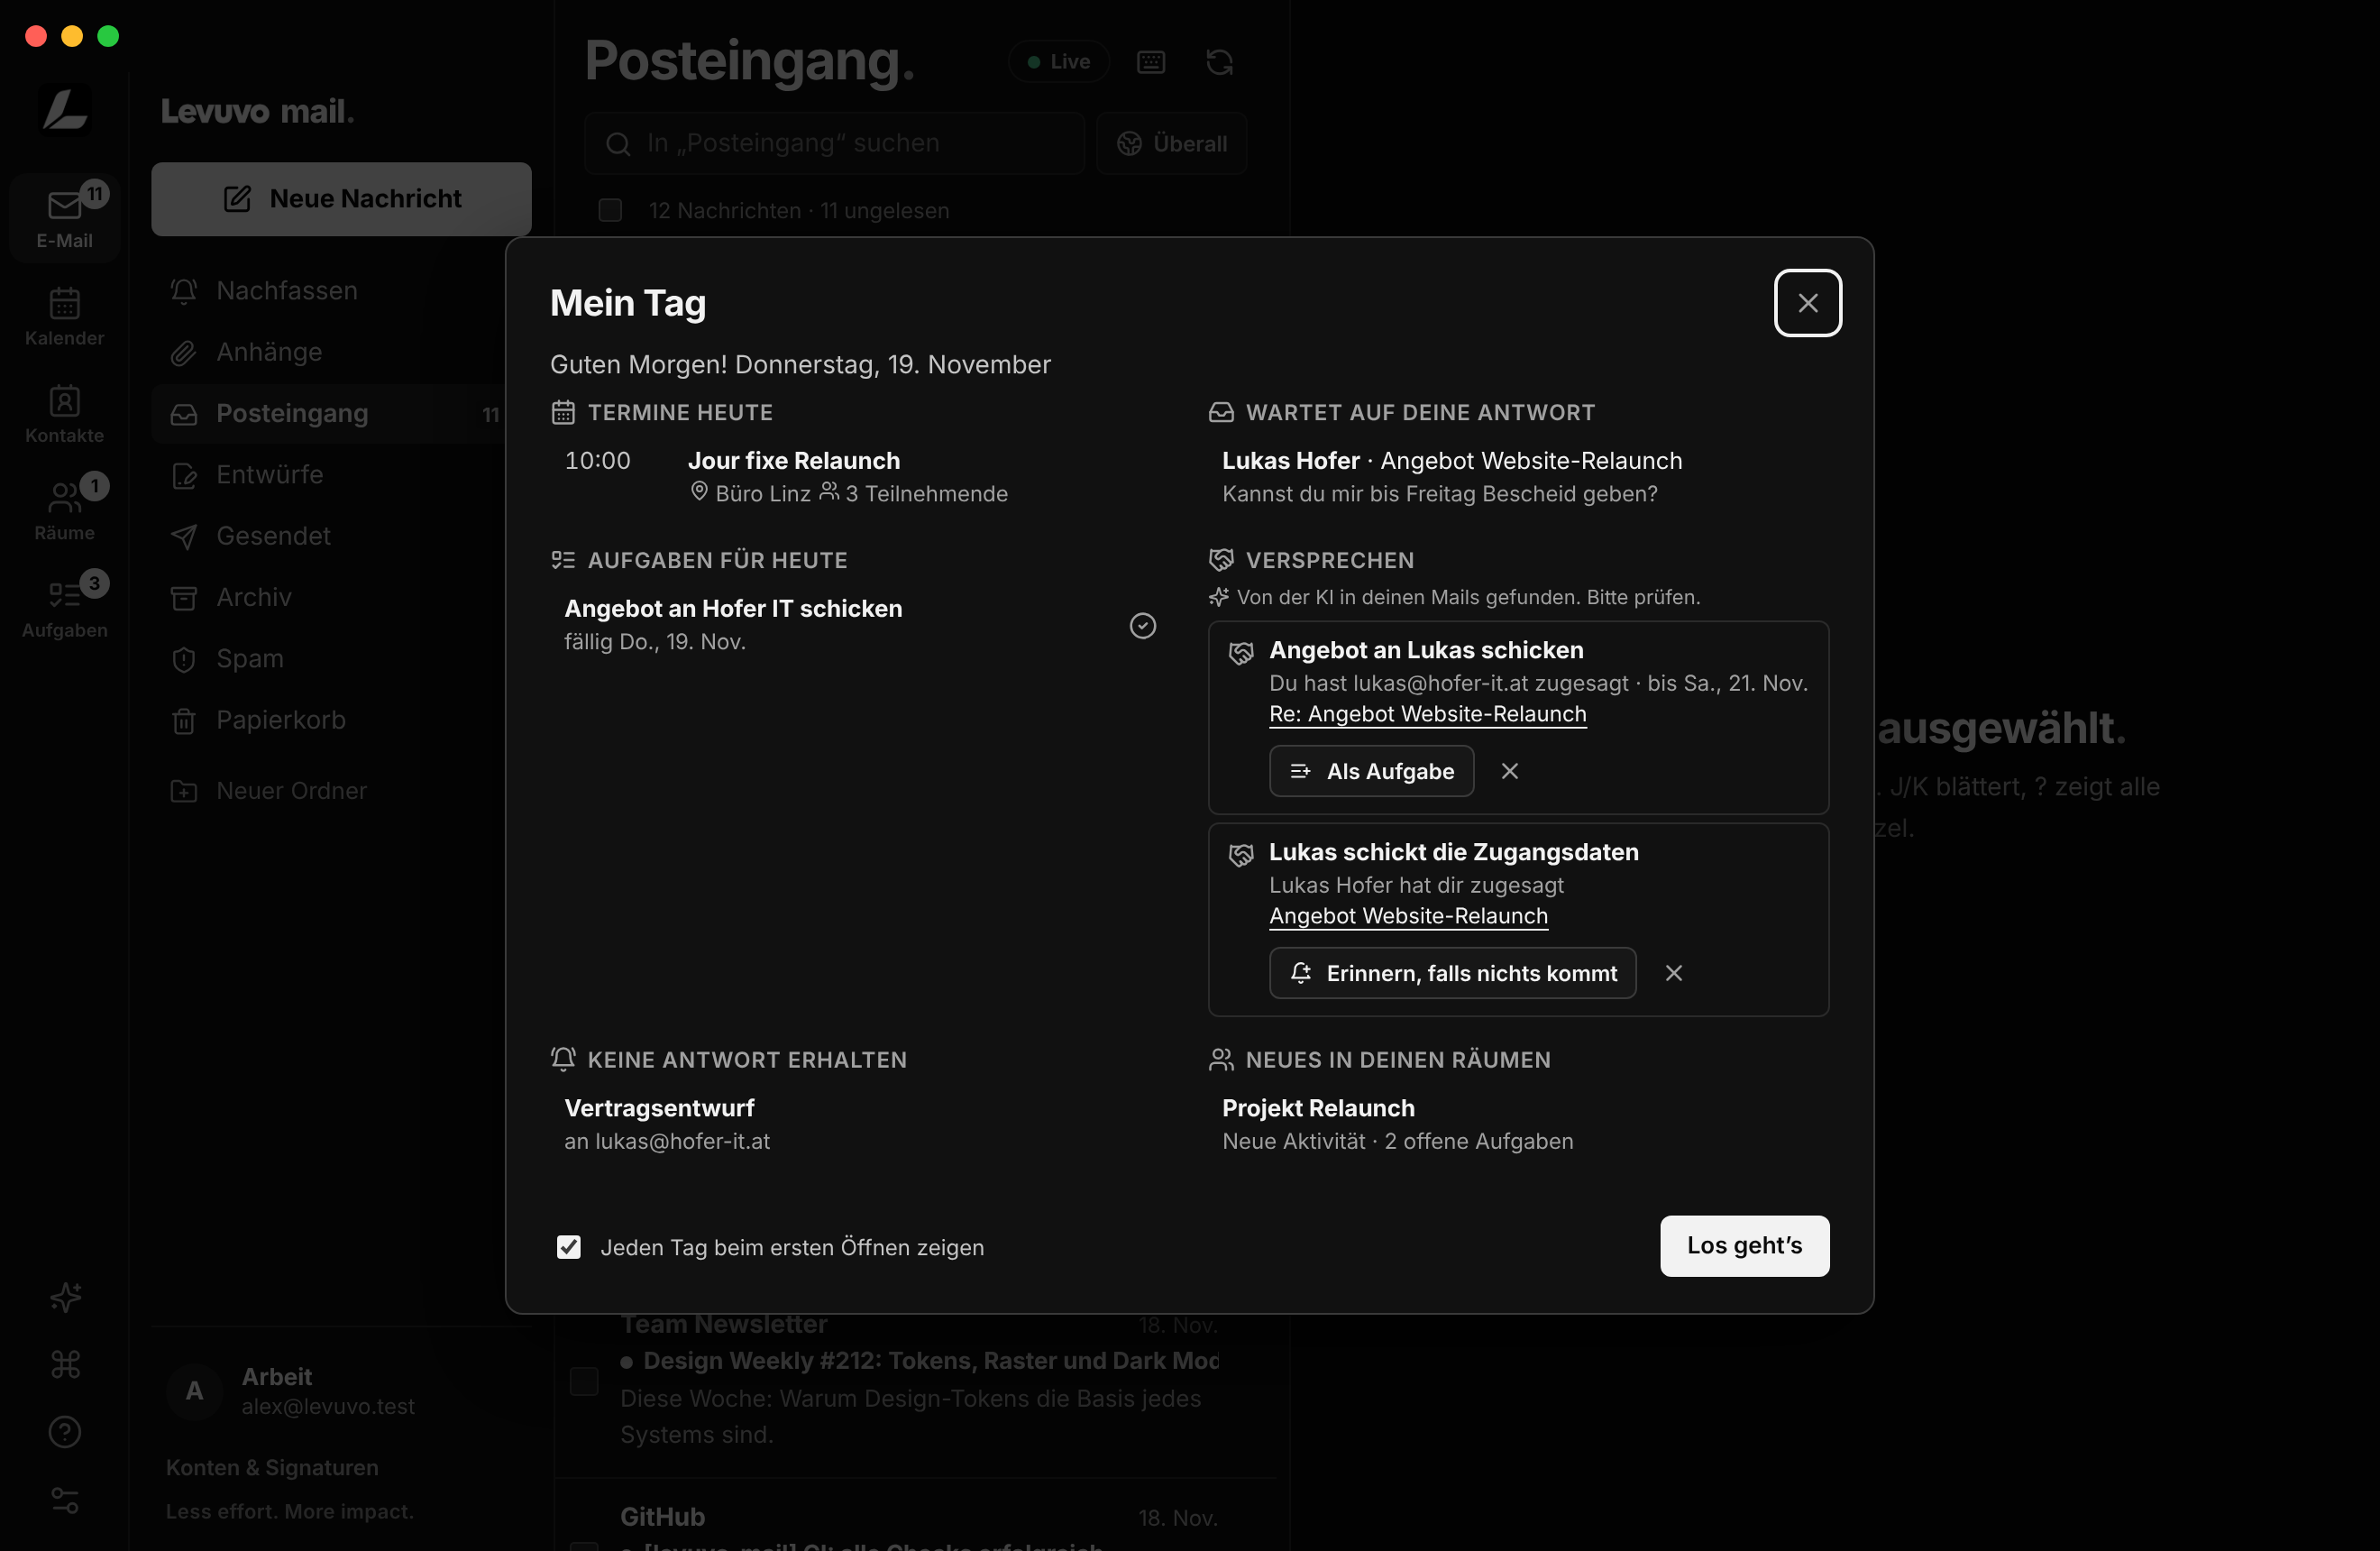 Levuvo mail.
Neue Nachricht
11
E-Mail
Kalender
Kontakte
1
Räume
3
Aufgaben
Nachfassen
Anhänge
Posteingang 11
Entwürfe
Gesendet
Archiv
Spam
Papierkorb
Neuer Ordner
A
Arbeit
alex@levuvo.test
Konten & Signaturen
Less effort. More impact.
Posteingang.
Live
In „Posteingang“ suchen
Überall
12 Nachrichten · 11 ungelesen
Mein Tag
Guten Morgen! Donnerstag, 19. November
TERMINE HEUTE
10:00 Jour fixe Relaunch
Büro Linz 3 Teilnehmende
AUFGABEN FÜR HEUTE
Angebot an Hofer IT schicken
fällig Do., 19. Nov.
WARTET AUF DEINE ANTWORT
Lukas Hofer · Angebot Website-Relaunch
Kannst du mir bis Freitag Bescheid geben?
VERSPRECHEN
Von der KI in deinen Mails gefunden. Bitte prüfen.
Angebot an Lukas schicken
Du hast lukas@hofer-it.at zugesagt · bis Sa., 21. Nov.
Re: Angebot Website-Relaunch
Als Aufgabe
Lukas schickt die Zugangsdaten
Lukas Hofer hat dir zugesagt
Angebot Website-Relaunch
Erinnern, falls nichts kommt
KEINE ANTWORT ERHALTEN
Vertragsentwurf
an lukas@hofer-it.at
NEUES IN DEINEN RÄUMEN
Projekt Relaunch
Neue Aktivität · 2 offene Aufgaben
Jeden Tag beim ersten Öffnen zeigen
Los geht’s
ausgewählt.
. J/K blättert, ? zeigt alle
zel.
Team Newsletter 18. Nov.
Design Weekly #212: Tokens, Raster und Dark Mod
Diese Woche: Warum Design-Tokens die Basis jedes
Systems sind.
GitHub 18. Nov.
[levuvo-mail] CI: alle Checks erfolgreich